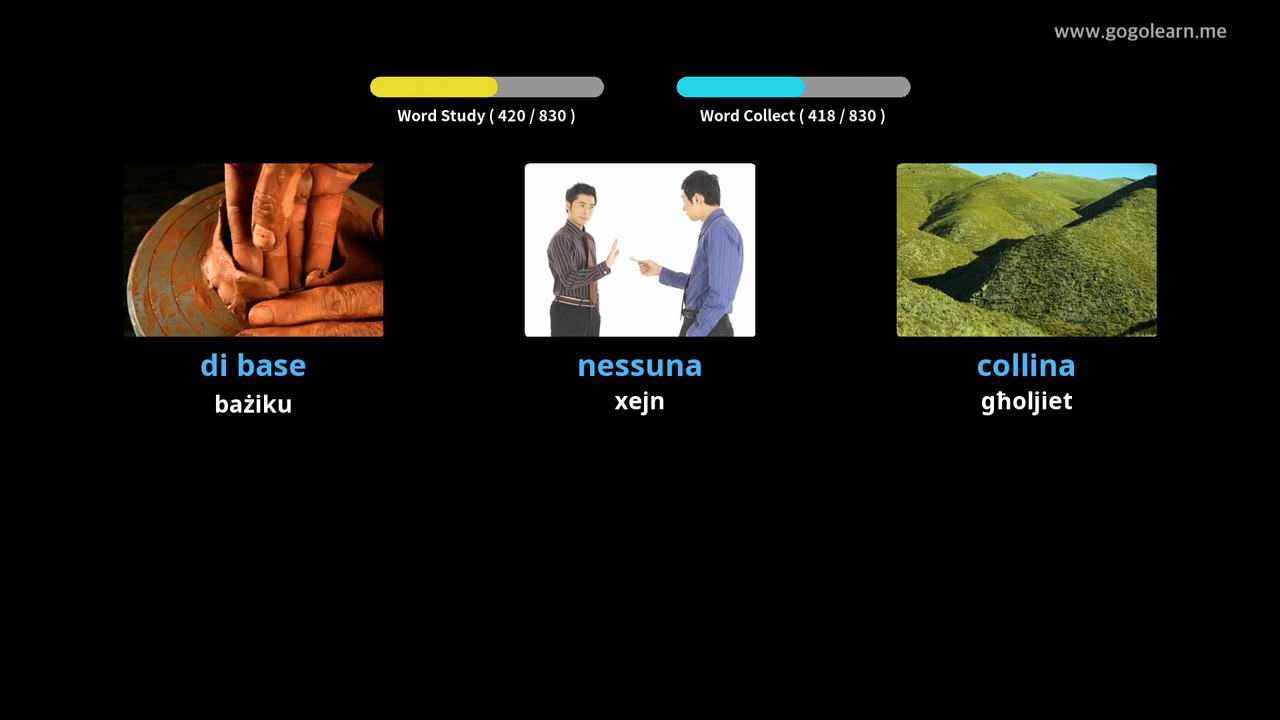 www.gogolearn.me
Word Study ( 420 / 830 )
Word Collect ( 418 / 830 )
di base
nessuna
collina
bażiku
xejn
għoljiet